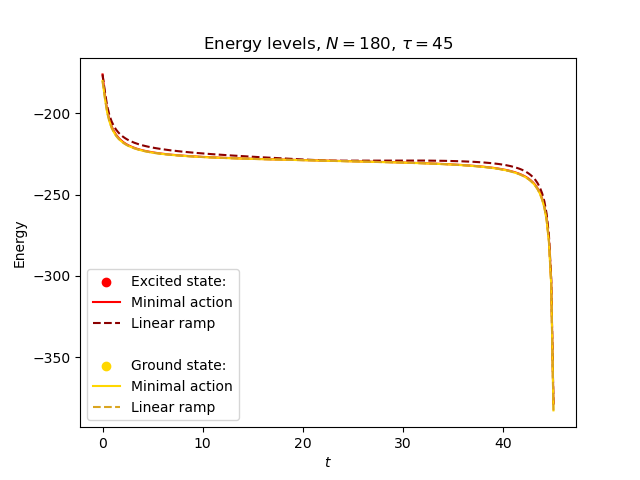 Energy levels, N = 180, τ = 45
Energy
−200
−250
−300
−350
Excited state:
Minimal action
Linear ramp
Ground state:
Minimal action
Linear ramp
0
10
20
30
40
t